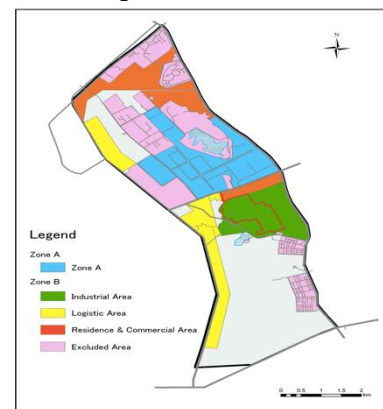 N
Legend
Zone A
Zone A
Zone B
Industrial Area
Logistic Area
Residence & Commercial Area
Excluded Area
0 0.5 1 1.5 2
km